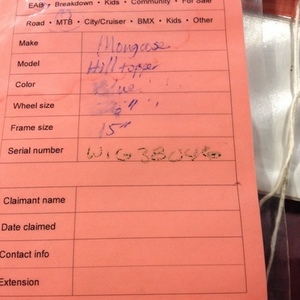 EAB • Breakdown • Kids • Community • For Sale
Road • MTB • City/Cruiser • BMX • Kids • Other
Make Mongoose
Model Hilltopper
Color Blue
Wheel size 26"
Frame size 15"
Serial number
Claimant name
Date claimed
Contact info
Extension